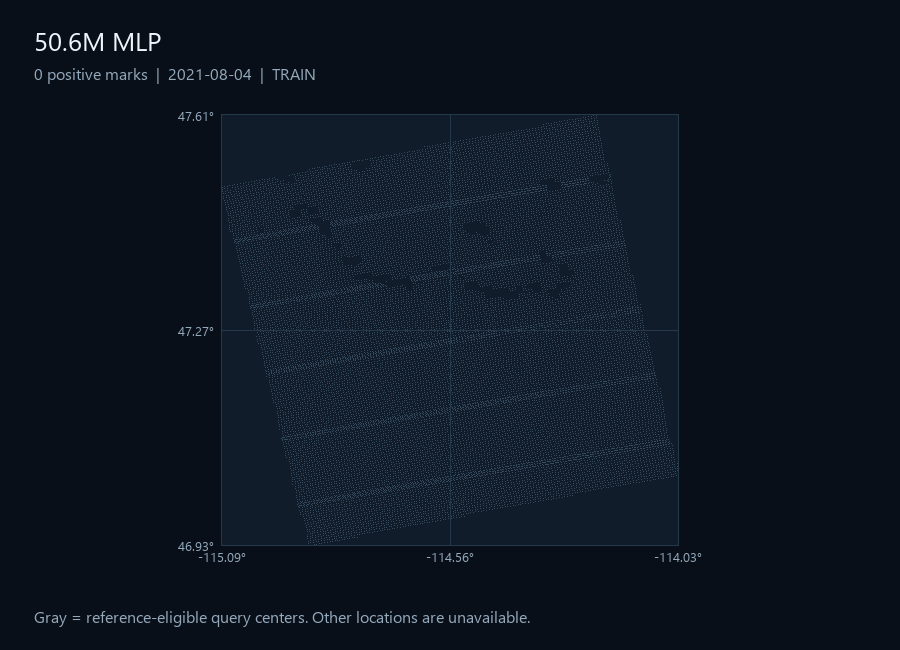 50.6M MLP
0 positive marks | 2021-08-04 | TRAIN
47.61°
47.27°
46.93°
-115.09°
-114.56°
-114.03°
Gray = reference-eligible query centers. Other locations are unavailable.